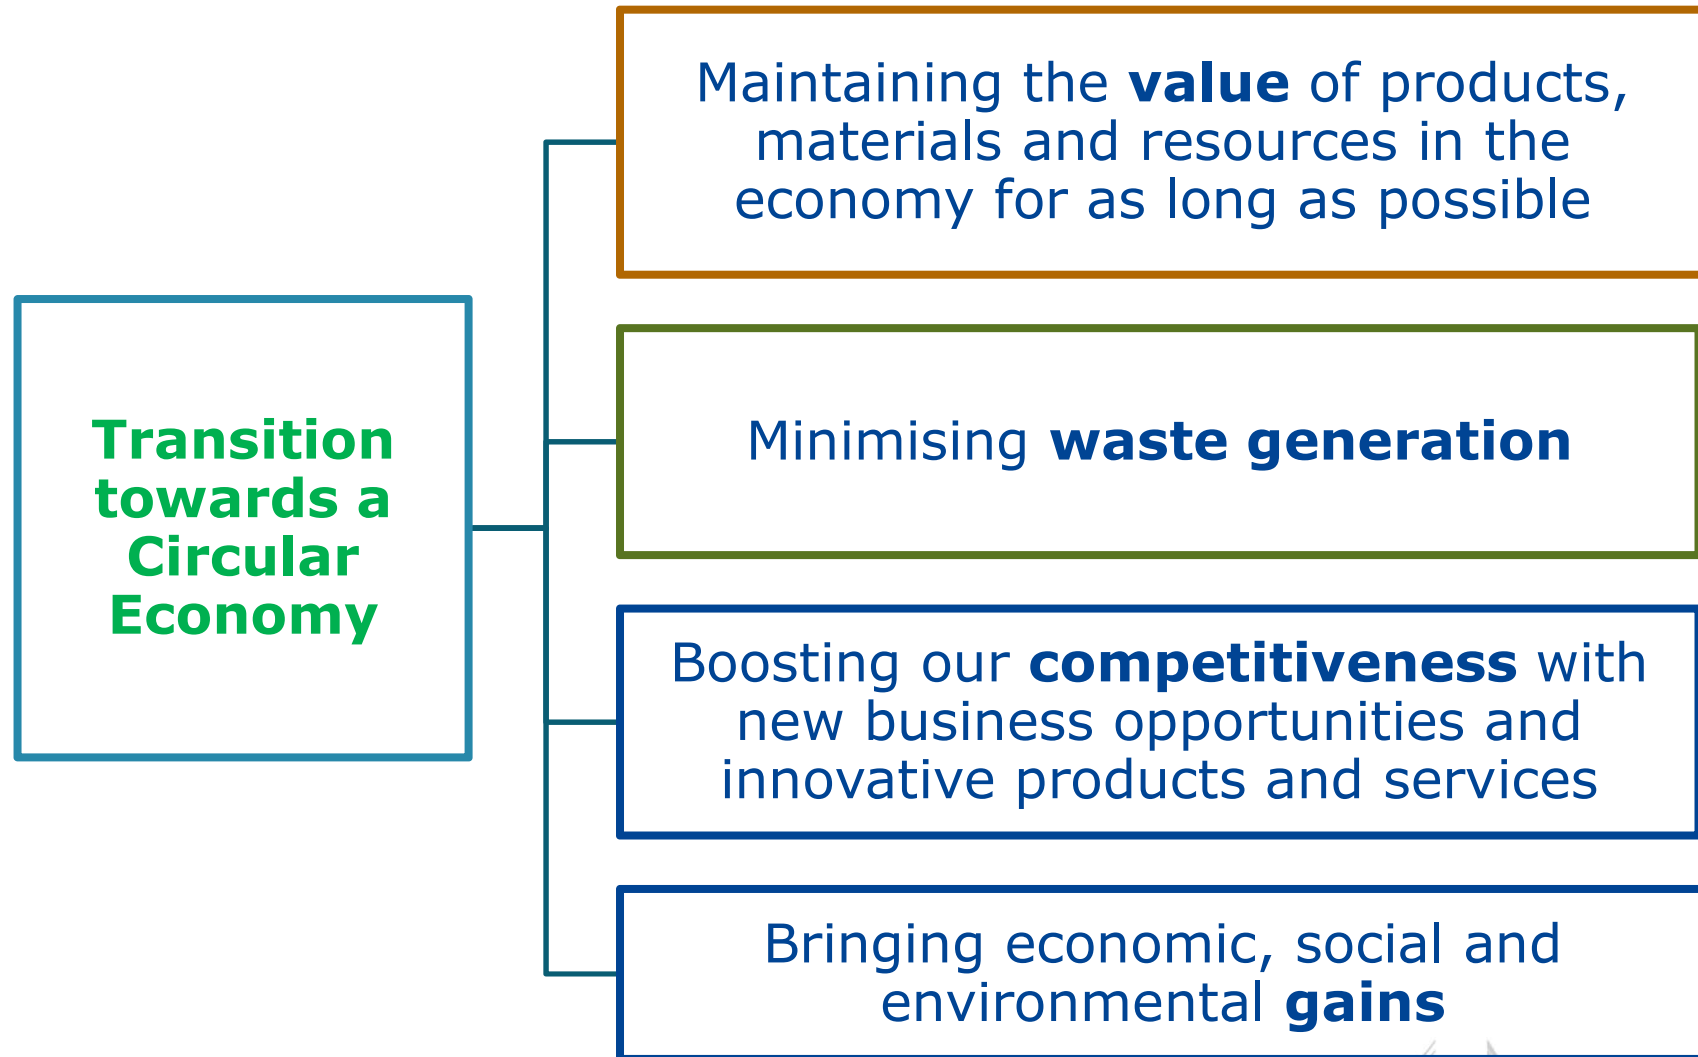 Transition
towards a
Circular
Economy
Maintaining the value of products,
materials and resources in the
economy for as long as possible
Minimising waste generation
Boosting our competitiveness with
new business opportunities and
innovative products and services
Bringing economic, social and
environmental gains